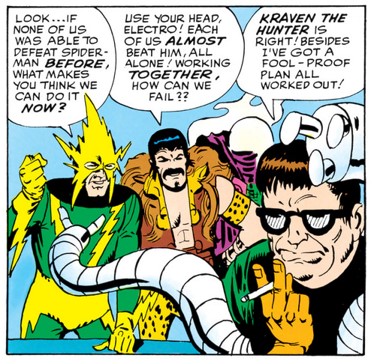 LOOK...IF
NONE OF US
WAS ABLE TO
DEFEAT SPIDER-
MAN BEFORE,
WHAT MAKES
YOU THINK WE
CAN DO IT
NOW?
USE YOUR HEAD,
ELECTRO! EACH
OF US ALMOST
BEAT HIM, ALL
ALONE! WORKING
TOGETHER,
HOW CAN WE
FAIL??
KRAVEN THE
HUNTER IS
RIGHT! BESIDES
I'VE GOT A
FOOL-PROOF
PLAN ALL
WORKED OUT!